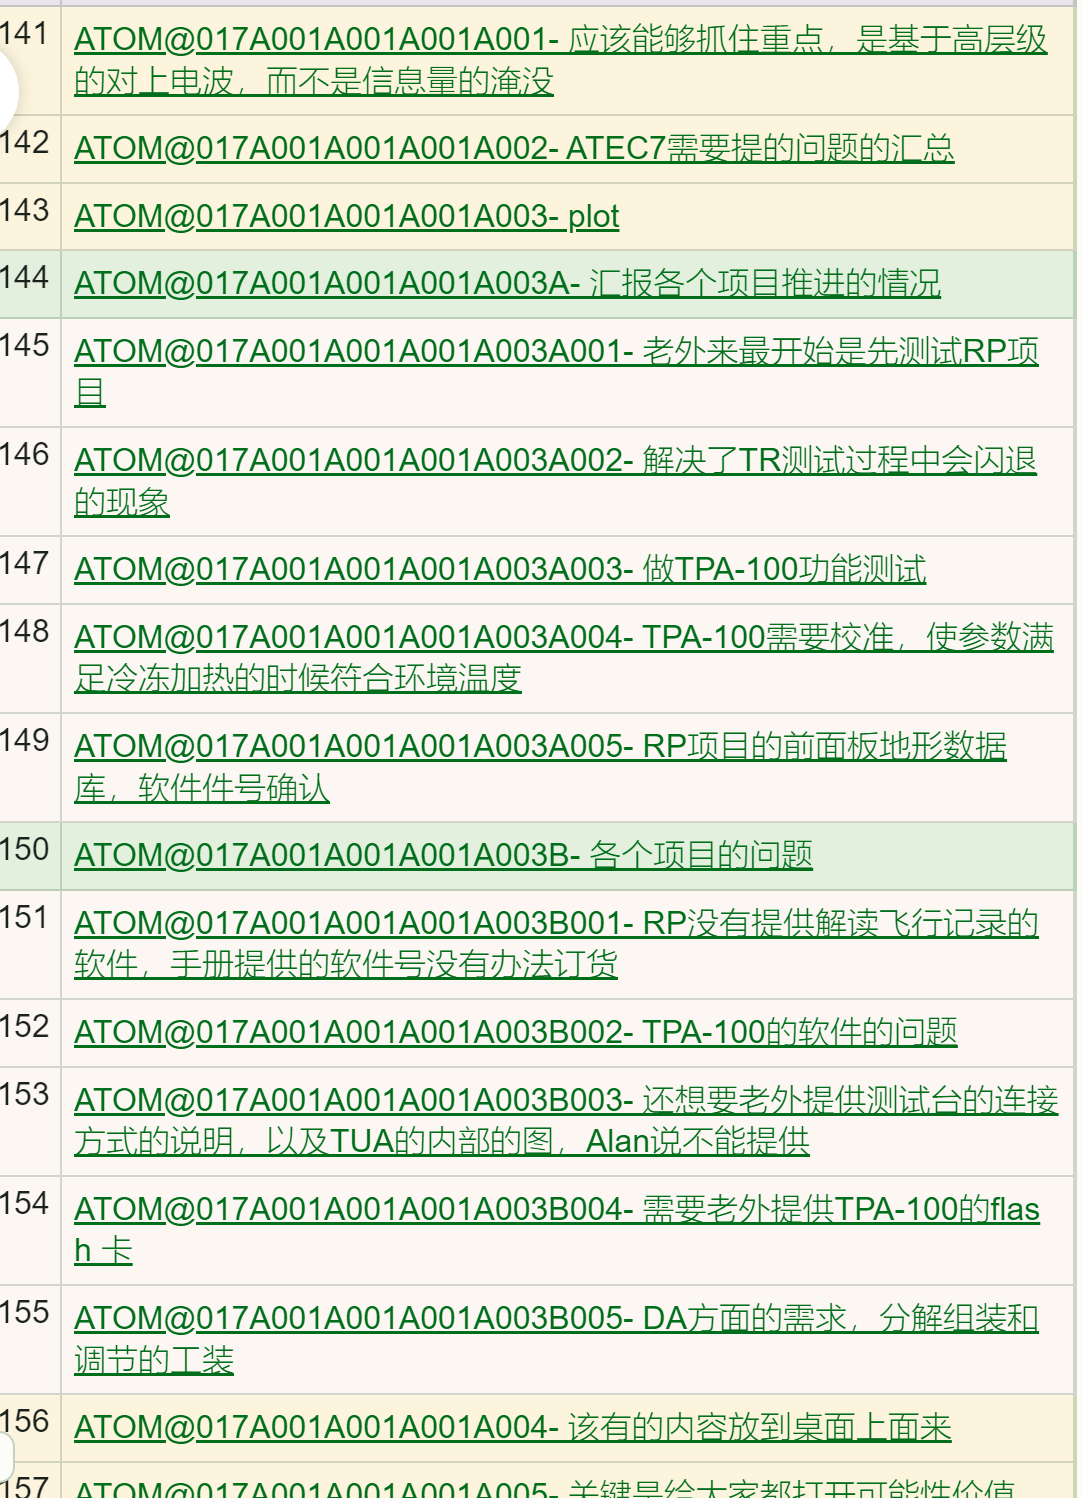 141
ATOM@017A001A001A001A001- 应该能够抓住重点，是基于高层级
的对上电波，而不是信息量的淹没
142
ATOM@017A001A001A001A002- ATEC7需要提的问题的汇总
143
ATOM@017A001A001A001A003- plot
144
ATOM@017A001A001A001A003A- 汇报各个项目推进的情况
145
ATOM@017A001A001A001A003A001- 老外来最开始是先测试RP项
目
146
ATOM@017A001A001A001A003A002- 解决了TR测试过程中会闪退
的现象
147
ATOM@017A001A001A001A003A003- 做TPA-100功能测试
148
ATOM@017A001A001A001A003A004- TPA-100需要校准，使参数满
足冷冻加热的时候符合环境温度
149
ATOM@017A001A001A001A003A005- RP项目的前面板地形数据
库，软件件号确认
150
ATOM@017A001A001A001A003B- 各个项目的问题
151
ATOM@017A001A001A001A003B001- RP没有提供解读飞行记录的
软件，手册提供的软件号没有办法订货
152
ATOM@017A001A001A001A003B002- TPA-100的软件的问题
153
ATOM@017A001A001A001A003B003- 还想要老外提供测试台的连接
方式的说明，以及TUA的内部的图，Alan说不能提供
154
ATOM@017A001A001A001A003B004- 需要老外提供TPA-100的flas
h 卡
155
ATOM@017A001A001A001A003B005- DA方面的需求，分解组装和
调节的工装
156
ATOM@017A001A001A001A004- 该有的内容放到桌面上面来
157
ATOM@017A001A001A001A005- 关键是给大家都打开可能性价值